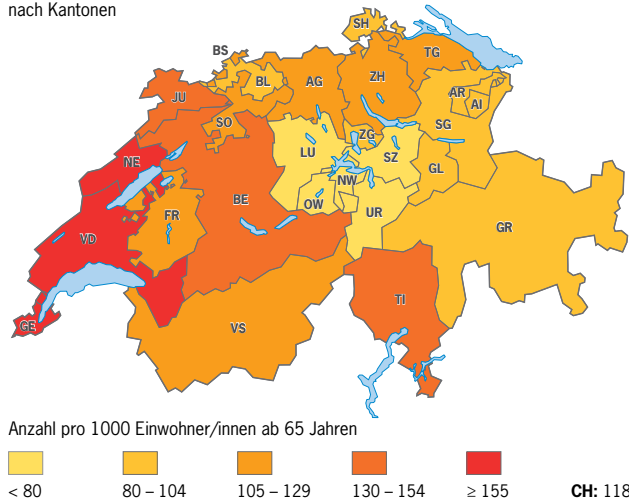 nach Kantonen
SH
BS
TG
BL
AG
ZH
JU
AR
AI
SO
ZG
SG
LU
SZ
NE
GL
NW
OW
BE
FR
UR
GR
VD
TI
GE
VS
Anzahl pro 1000 Einwohner/innen ab 65 Jahren
< 80
80 – 104
105 – 129
130 – 154
≥ 155
CH: 118